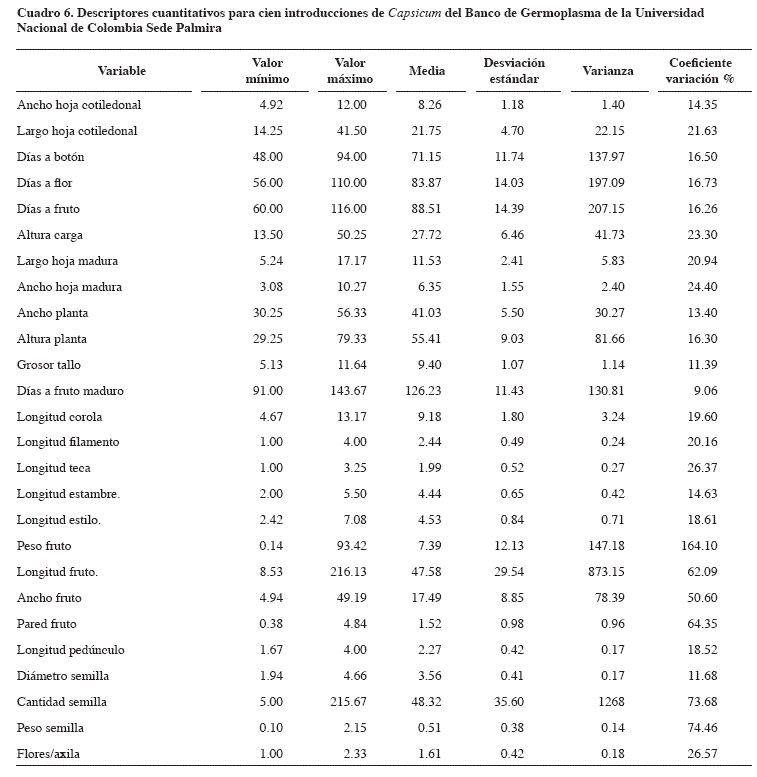 Cuadro 6. Descriptores cuantitativos para cien introducciones de Capsicum del Banco de Germoplasma de la Universidad
Nacional de Colombia Sede Palmira
Variable Valor mínimo Valor máximo Media Desviación estándar Varianza Coeficiente variación %
Ancho hoja cotiledonal 4.92 12.00 8.26 1.18 1.40 14.35
Largo hoja cotiledonal 14.25 41.50 21.75 4.70 22.15 21.63
Días a botón 48.00 94.00 71.15 11.74 137.97 16.50
Días a flor 56.00 110.00 83.87 14.03 197.09 16.73
Días a fruto 60.00 116.00 88.51 14.39 207.15 16.26
Altura carga 13.50 50.25 27.72 6.46 41.73 23.30
Largo hoja madura 5.24 17.17 11.53 2.41 5.83 20.94
Ancho hoja madura 3.08 10.27 6.35 1.55 2.40 24.40
Ancho planta 30.25 56.33 41.03 5.50 30.27 13.40
Altura planta 29.25 79.33 55.41 9.03 81.66 16.30
Grosor tallo 5.13 11.64 9.40 1.07 1.14 11.39
Días a fruto maduro 91.00 143.67 126.23 11.43 130.81 9.06
Longitud corola 4.67 13.17 9.18 1.80 3.24 19.60
Longitud filamento 1.00 4.00 2.44 0.49 0.24 20.16
Longitud teca 1.00 3.25 1.99 0.52 0.27 26.37
Longitud estambre. 2.00 5.50 4.44 0.65 0.42 14.63
Longitud estilo. 2.42 7.08 4.53 0.84 0.71 18.61
Peso fruto 0.14 93.42 7.39 12.13 147.18 164.10
Longitud fruto. 8.53 216.13 47.58 29.54 873.15 62.09
Ancho fruto 4.94 49.19 17.49 8.85 78.39 50.60
Pared fruto 0.38 4.84 1.52 0.98 0.96 64.35
Longitud pedúnculo 1.67 4.00 2.27 0.42 0.17 18.52
Diámetro semilla 1.94 4.66 3.56 0.41 0.17 11.68
Cantidad semilla 5.00 215.67 48.32 35.60 1268 73.68
Peso semilla 0.10 2.15 0.51 0.38 0.14 74.46
Flores/axila 1.00 2.33 1.61 0.42 0.18 26.57